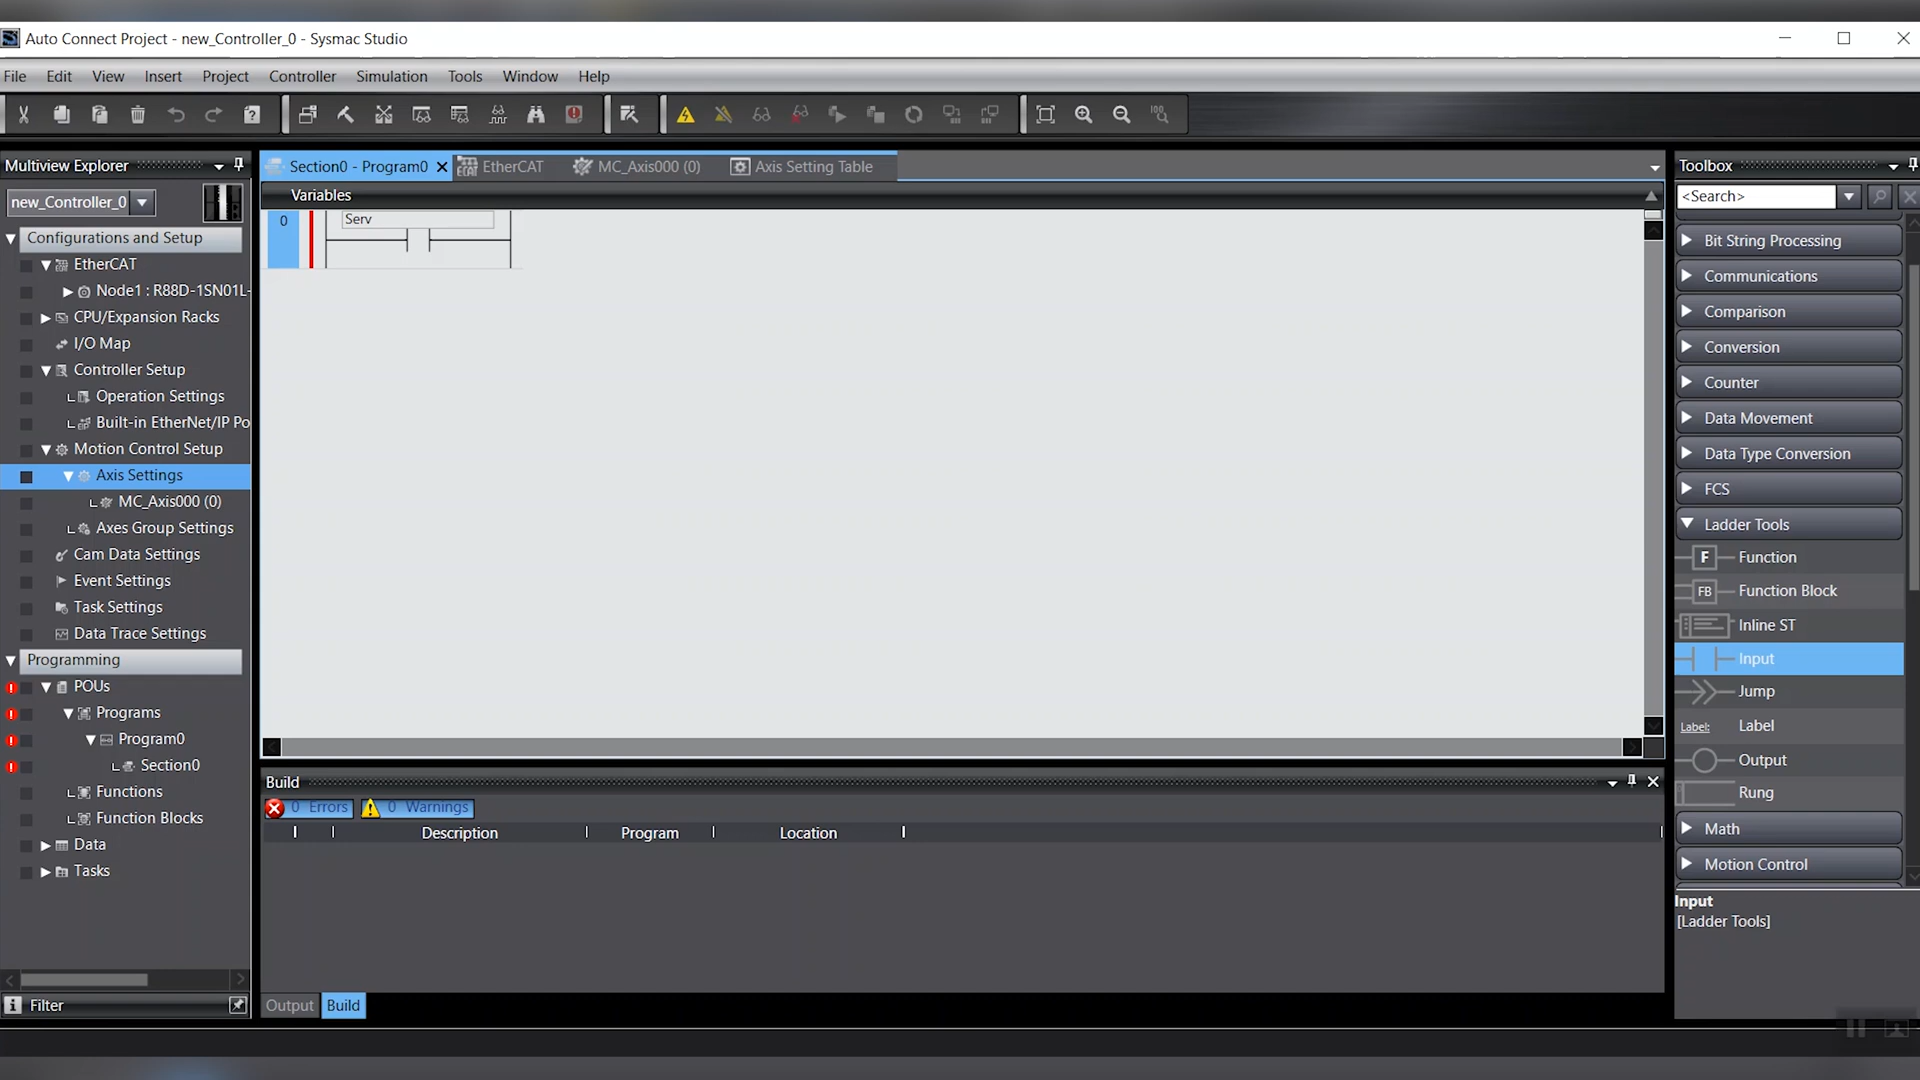 Auto Connect Project - new_Controller_0 - Sysmac Studio
File Edit View Insert Project Controller Simulation Tools Window Help
Multiview Explorer
new_Controller_0
Configurations and Setup
EtherCAT
Node1 : R88D-1SN01L-
CPU/Expansion Racks
I/O Map
Controller Setup
Operation Settings
Built-in EtherNet/IP Po
Motion Control Setup
Axis Settings
MC_Axis000 (0)
Axes Group Settings
Cam Data Settings
Event Settings
Task Settings
Data Trace Settings
Programming
POUs
Programs
Program0
Section0
Functions
Function Blocks
Data
Tasks
Filter
Section0 - Program0 EtherCAT MC_Axis000 (0) Axis Setting Table
Variables
0 Serv
Build
0 Errors 0 Warnings
Description Program Location
Output Build
Toolbox
<Search>
Bit String Processing
Communications
Comparison
Conversion
Counter
Data Movement
Data Type Conversion
FCS
Ladder Tools
F Function
FB Function Block
Inline ST
Input
Jump
Label: Label
Output
Rung
Math
Motion Control
Input
[Ladder Tools]